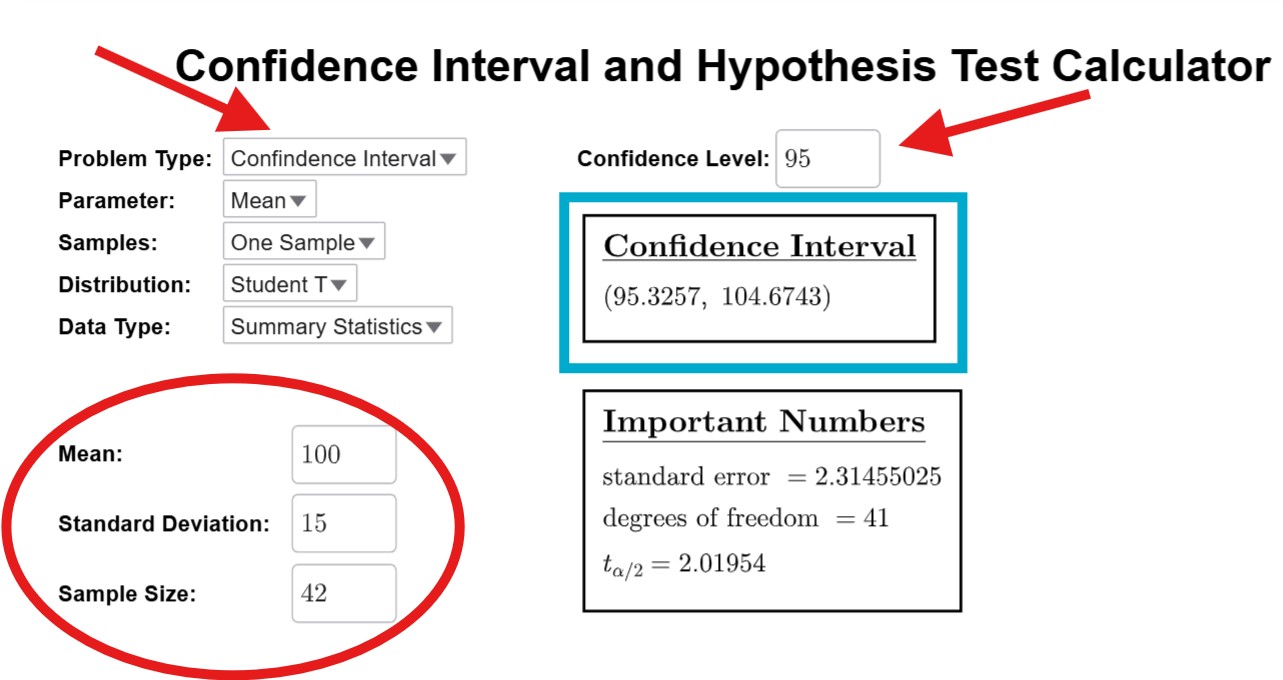 Confidence Interval and Hypothesis Test Calculator
Problem Type: Confindence Interval
Parameter: Mean
Samples: One Sample
Distribution: Student T
Data Type: Summary Statistics
Mean: 100
Standard Deviation: 15
Sample Size: 42
Confidence Level: 95
Confidence Interval
(95.3257, 104.6743)
Important Numbers
standard error = 2.31455025
degrees of freedom = 41
tα/2 = 2.01954